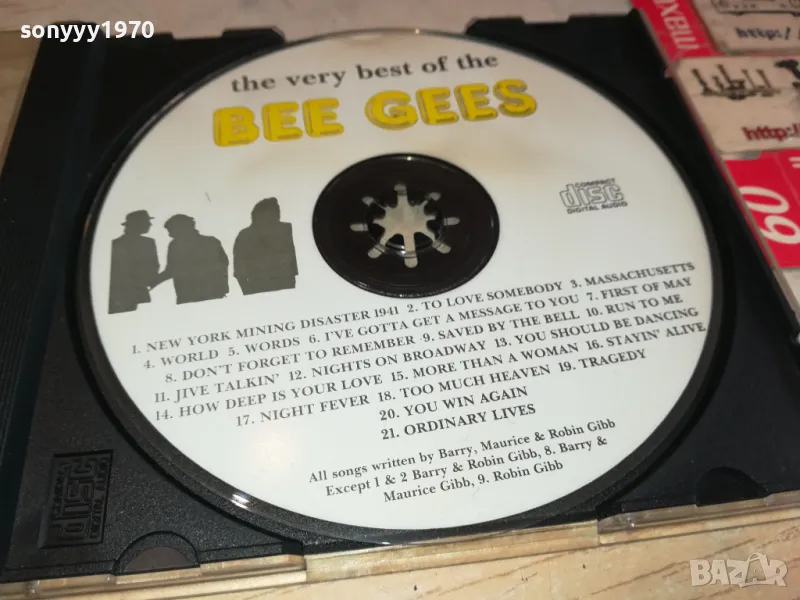 sonyyy1970
the very best of the
BEE GEES
COMPACT
disc
DIGITAL AUDIO
1. NEW YORK MINING DISASTER 1941 2. TO LOVE SOMEBODY 3. MASSACHUSETTS
4. WORLD 5. WORDS 6. I'VE GOTTA GET A MESSAGE TO YOU 7. FIRST OF MAY
8. DON'T FORGET TO REMEMBER 9. SAVED BY THE BELL 10. RUN TO ME
11. JIVE TALKIN' 12. NIGHTS ON BROADWAY 13. YOU SHOULD BE DANCING
14. HOW DEEP IS YOUR LOVE 15. MORE THAN A WOMAN 16. STAYIN' ALIVE
17. NIGHT FEVER 18. TOO MUCH HEAVEN 19. TRAGEDY
20. YOU WIN AGAIN
21. ORDINARY LIVES
All songs written by Barry, Maurice & Robin Gibb
Except 1 & 2 Barry & Robin Gibb, 8. Barry &
Maurice Gibb, 9. Robin Gibb
COMPACT
disc
DIGITAL AUDIO
maxell
http:/
http:/
60
BAZAR